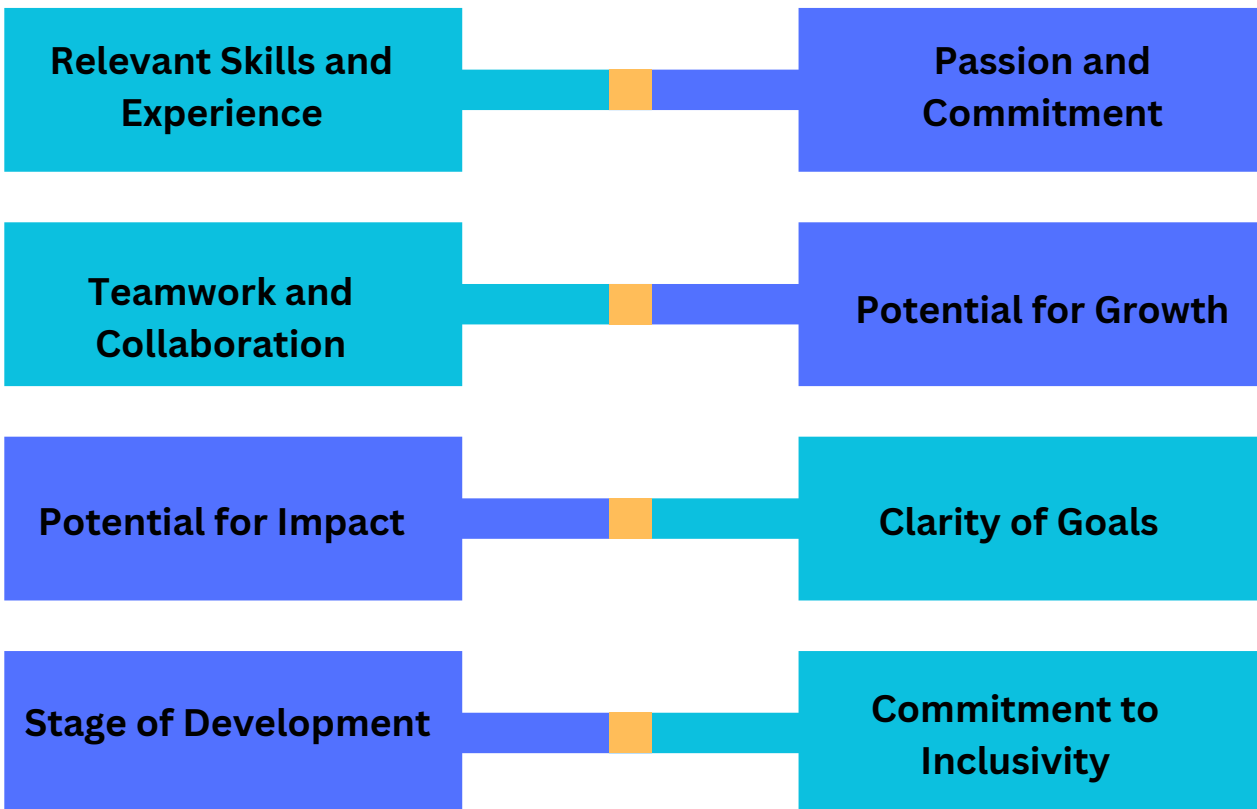 Relevant Skills and
Experience
Passion and
Commitment
Teamwork and
Collaboration
Potential for Growth
Potential for Impact
Clarity of Goals
Stage of Development
Commitment to
Inclusivity